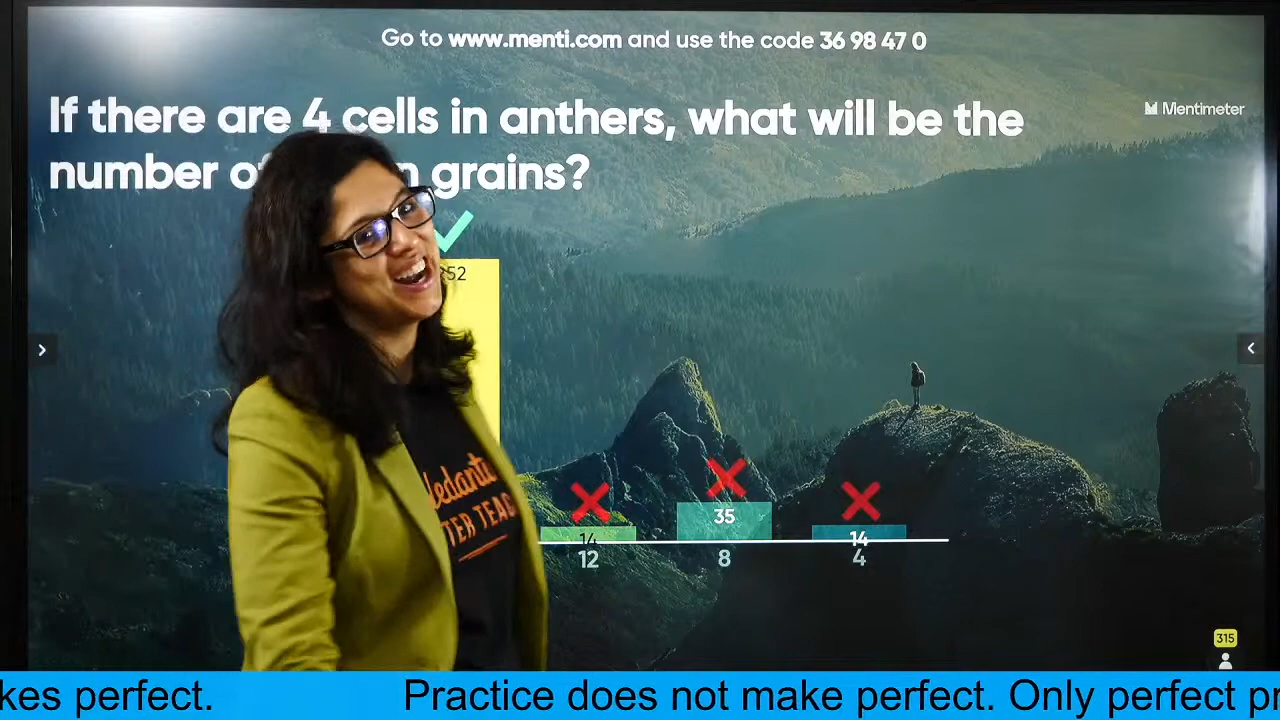 Go to www.menti.com and use the code 36 98 47 0
If there are 4 cells in anthers, what will be the
number of grains?
Mentimeter
52
14
35
14
12
8
4
315
kes perfect. Practice does not make perfect. Only perfect pr